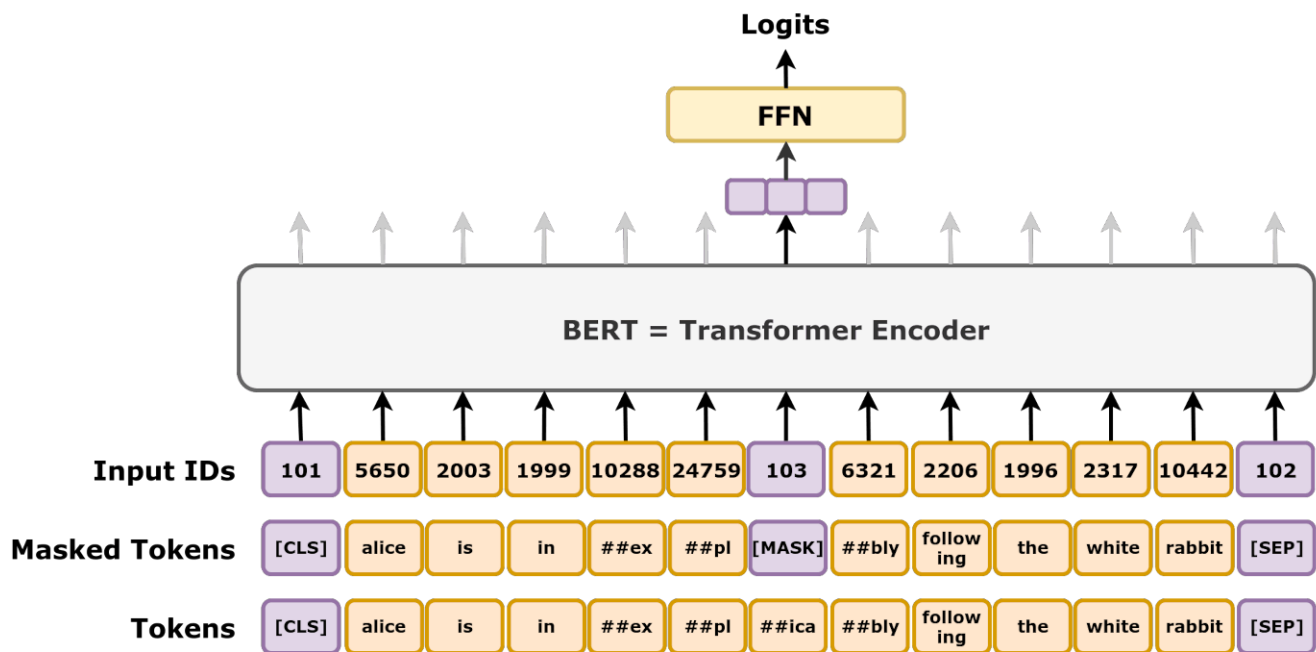 Logits
FFN
BERT = Transformer Encoder
Input IDs 101 5650 2003 1999 10288 24759 103 6321 2206 1996 2317 10442 102
Masked Tokens [CLS] alice is in ##ex ##pl [MASK] ##bly follow ing the white rabbit [SEP]
Tokens [CLS] alice is in ##ex ##pl ##ica ##bly follow ing the white rabbit [SEP]